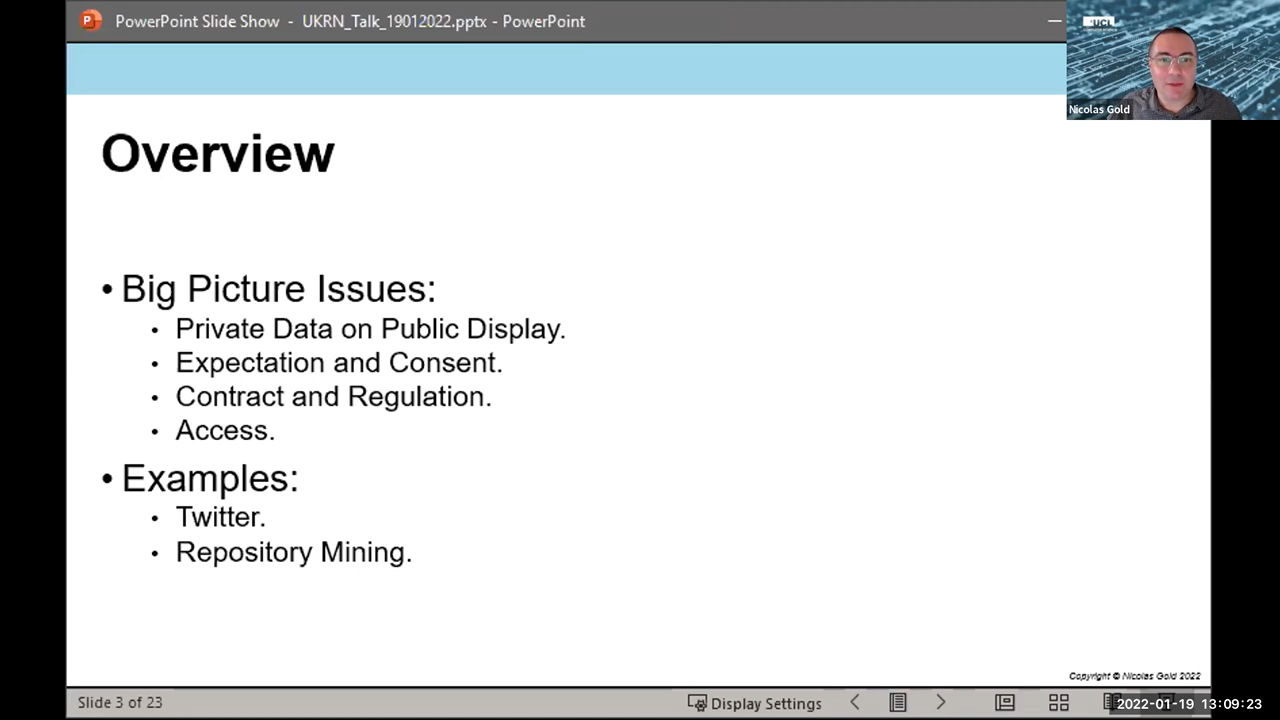 PowerPoint Slide Show - UKRN_Talk_19012022.pptx - PowerPoint
UCL
Nicolas Gold
Overview
• Big Picture Issues:
• Private Data on Public Display.
• Expectation and Consent.
• Contract and Regulation.
• Access.
• Examples:
• Twitter.
• Repository Mining.
Copyright © Nicolas Gold 2022
Slide 3 of 23
Display Settings
2022-01-19 13:09:23